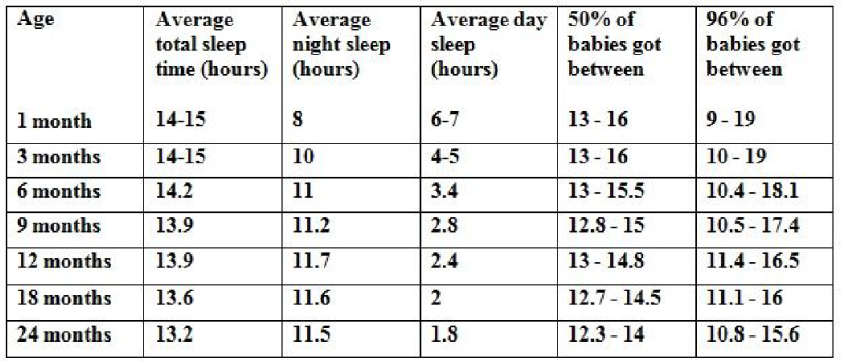 Age | Average total sleep time (hours) | Average night sleep (hours) | Average day sleep (hours) | 50% of babies got between | 96% of babies got between
1 month | 14-15 | 8 | 6-7 | 13 - 16 | 9 - 19
3 months | 14-15 | 10 | 4-5 | 13 - 16 | 10 - 19
6 months | 14.2 | 11 | 3.4 | 13 - 15.5 | 10.4 - 18.1
9 months | 13.9 | 11.2 | 2.8 | 12.8 - 15 | 10.5 - 17.4
12 months | 13.9 | 11.7 | 2.4 | 13 - 14.8 | 11.4 - 16.5
18 months | 13.6 | 11.6 | 2 | 12.7 - 14.5 | 11.1 - 16
24 months | 13.2 | 11.5 | 1.8 | 12.3 - 14 | 10.8 - 15.6